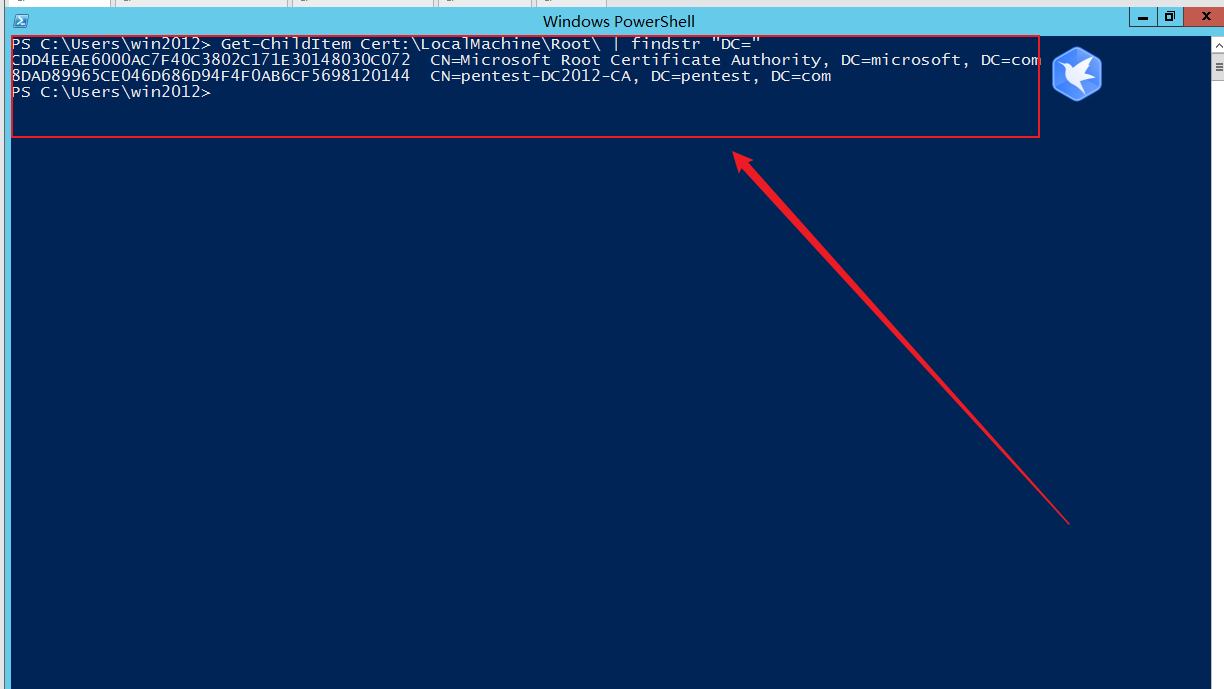 Windows PowerShell
PS C:\Users\win2012> Get-ChildItem Cert:\LocalMachine\Root\ | findstr "DC="
CDD4EEAE6000AC7F40C3802C171E30148030C072  CN=Microsoft Root Certificate Authority, DC=microsoft, DC=com
8DAD89965CE046D686D94F4F0AB6CF5698120144  CN=pentest-DC2012-CA, DC=pentest, DC=com
PS C:\Users\win2012>